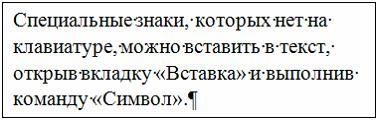 Специальные·знаки,·которых·нет·на·
клавиатуре,·можно·вставить·в·текст,·
открыв·вкладку·«Вставка»·и·выполнив·
команду·«Символ».¶